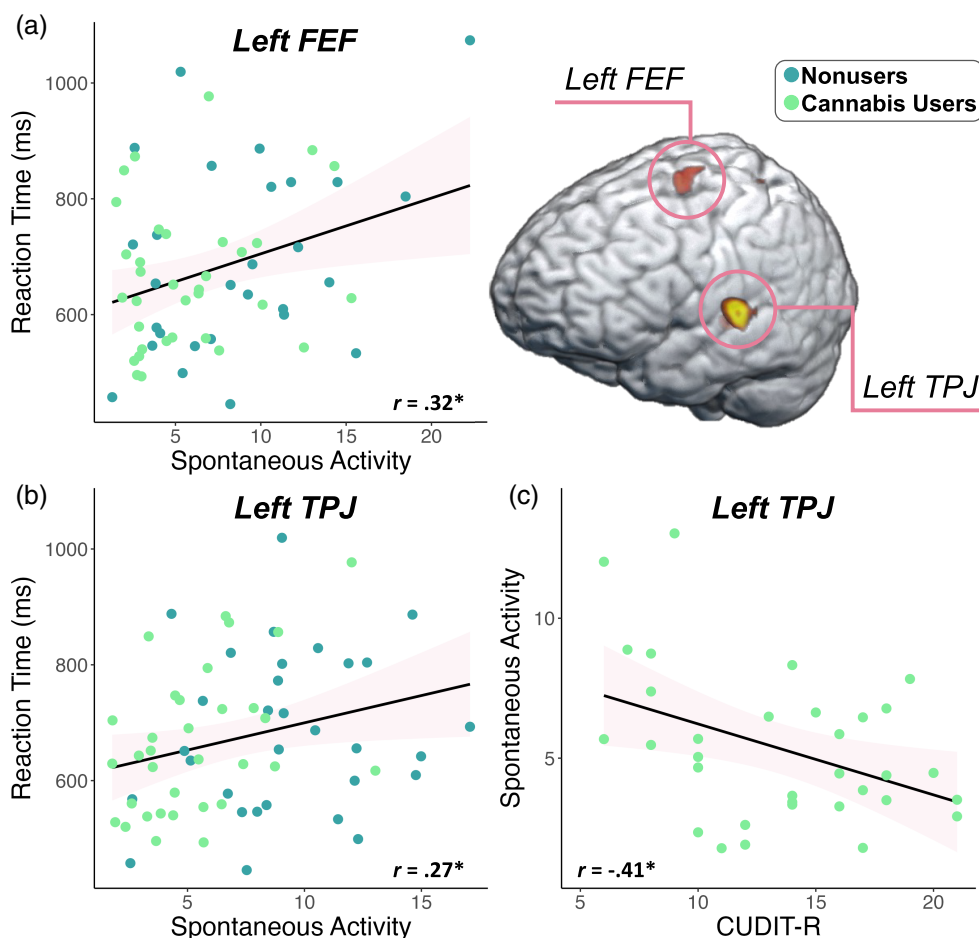 (a)
Left FEF
Reaction Time (ms)
1000
800
600
5
10
15
20
Spontaneous Activity
r = .32*
Left FEF
Nonusers
Cannabis Users
Left TPJ
(b)
Left TPJ
Reaction Time (ms)
1000
800
600
5
10
15
Spontaneous Activity
r = .27*
(c)
Left TPJ
Spontaneous Activity
10
5
5
10
15
20
CUDIT-R
r = -.41*